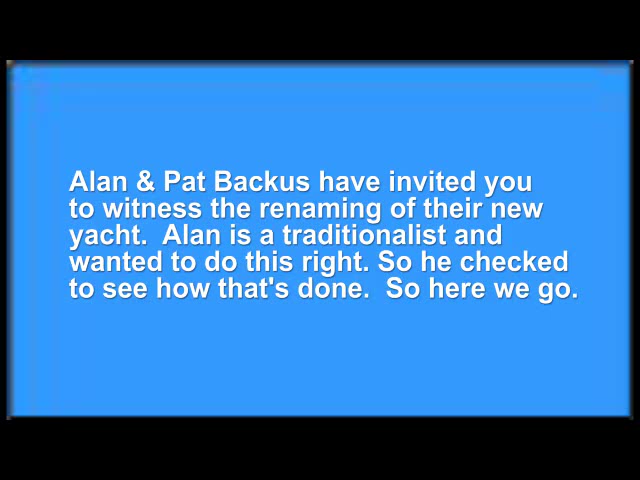 Alan & Pat Backus have invited you
to witness the renaming of their new
yacht.  Alan is a traditionalist and
wanted to do this right. So he checked
to see how that's done.  So here we go.